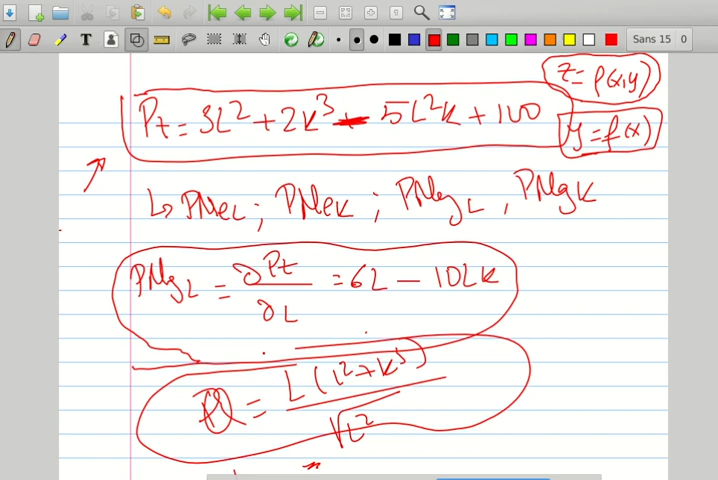 Sans 15 0
z = f(x,y)
Pt = 3L² + 2K³ - 5L²K + 100
y = f(x)
↳ PMeL ; PMeK ; PMgL , PMgK
PMgL = ∂Pt / ∂L = 6L - 10LK
L(L²+K³)
=
√L²